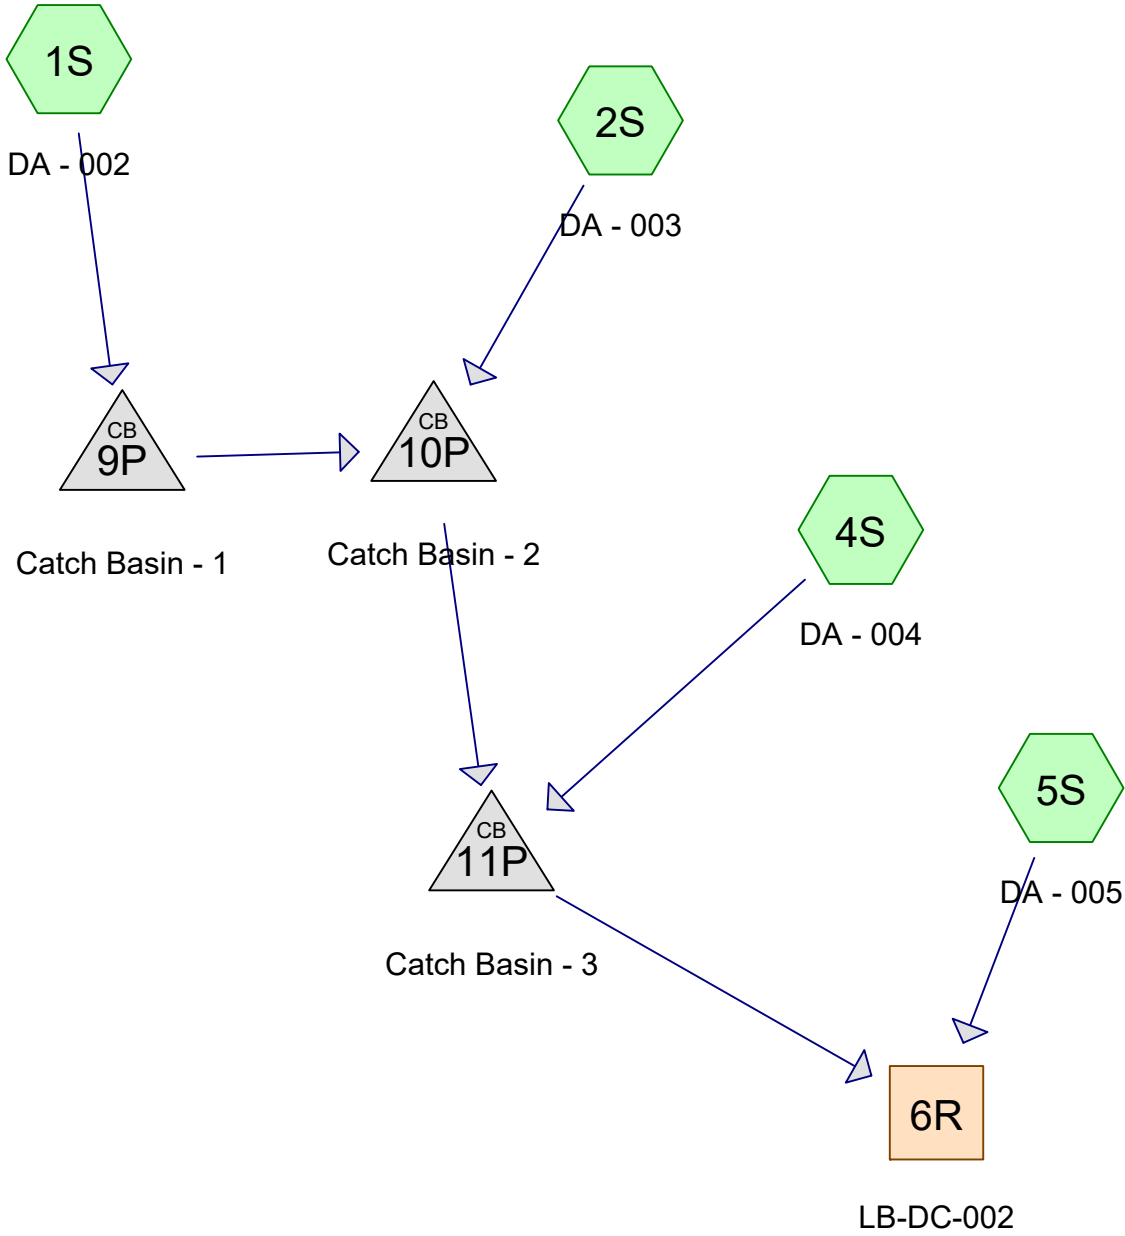 1S
DA - 002
2S
DA - 003
CB
9P
Catch Basin - 1
CB
10P
Catch Basin - 2
4S
DA - 004
CB
11P
Catch Basin - 3
5S
DA - 005
6R
LB-DC-002